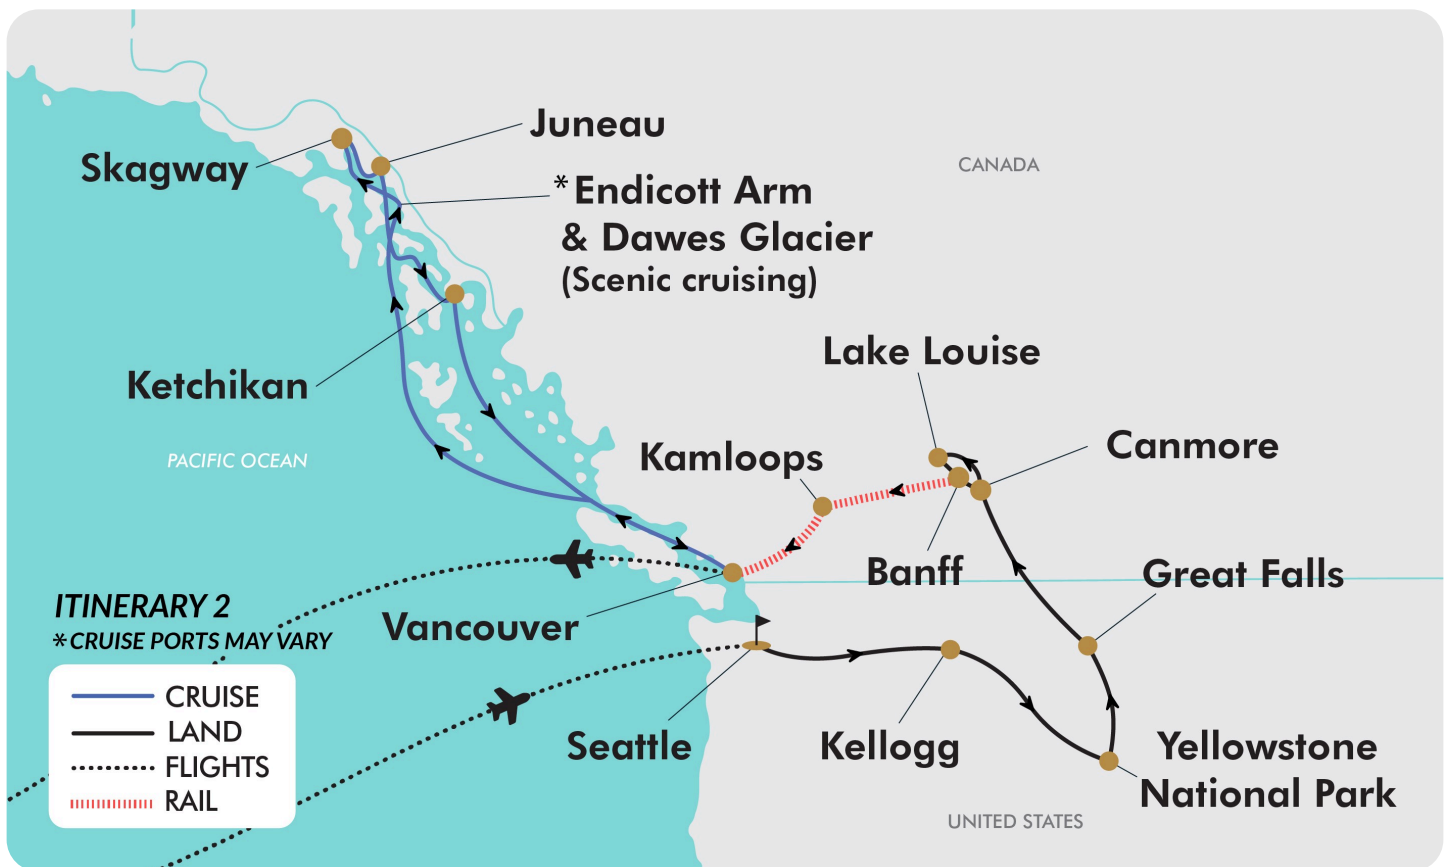 Juneau
Skagway
CANADA
*Endicott Arm
& Dawes Glacier
(Scenic cruising)
Lake Louise
Ketchikan
Canmore
Kamloops
PACIFIC OCEAN
Banff
Great Falls
ITINERARY 2
*CRUISE PORTS MAY VARY
Vancouver
CRUISE
LAND
FLIGHTS
RAIL
Seattle
Kellogg
Yellowstone
National Park
UNITED STATES